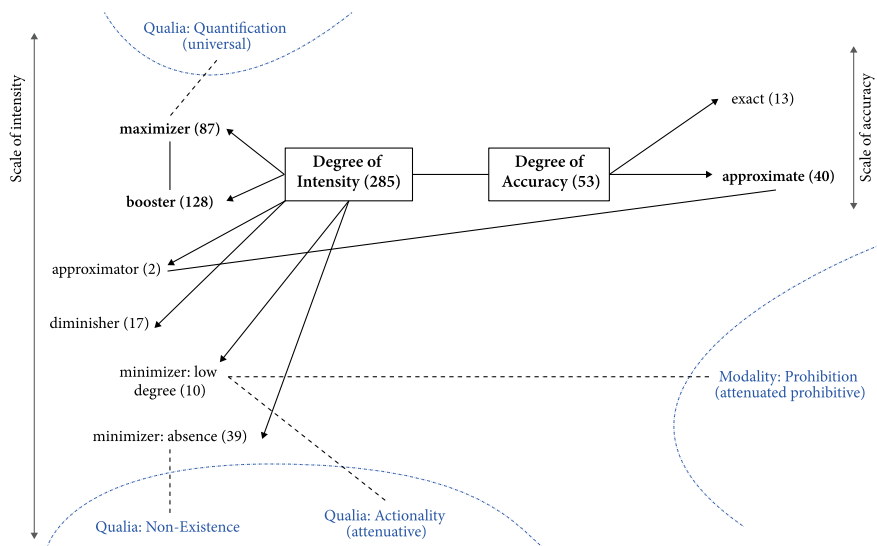 Qualia: Quantification
(universal)
Scale of intensity
Scale of accuracy
exact (13)
maximizer (87)
Degree of
Intensity (285)
Degree of
Accuracy (53)
approximate (40)
booster (128)
approximator (2)
diminisher (17)
minimizer: low
degree (10)
Modality: Prohibition
(attenuated prohibitive)
minimizer: absence (39)
Qualia: Non-Existence
Qualia: Actionality
(attenuative)